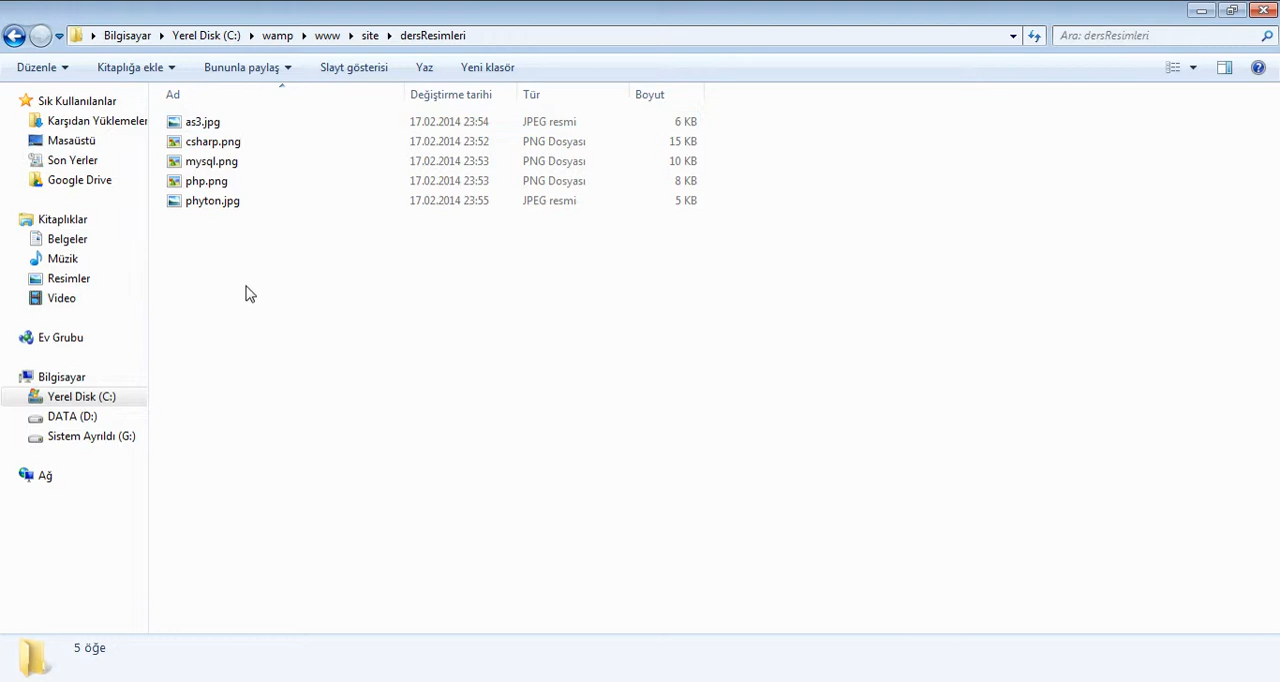 Bilgisayar Yerel Disk (C:) wamp www site dersResimleri Ara: dersResimleri
Düzenle Kitaplığa ekle Bununla paylaş Slayt gösterisi Yaz Yeni klasör
Sık Kullanılanlar
Karşıdan Yüklemeler
Masaüstü
Son Yerler
Google Drive
Kitaplıklar
Belgeler
Müzik
Resimler
Video
Ev Grubu
Bilgisayar
Yerel Disk (C:)
DATA (D:)
Sistem Ayrıldı (G:)
Ağ
Ad Değiştirme tarihi Tür Boyut
as3.jpg 17.02.2014 23:54 JPEG resmi 6 KB
csharp.png 17.02.2014 23:52 PNG Dosyası 15 KB
mysql.png 17.02.2014 23:53 PNG Dosyası 10 KB
php.png 17.02.2014 23:53 PNG Dosyası 8 KB
phyton.jpg 17.02.2014 23:55 JPEG resmi 5 KB
5 öğe